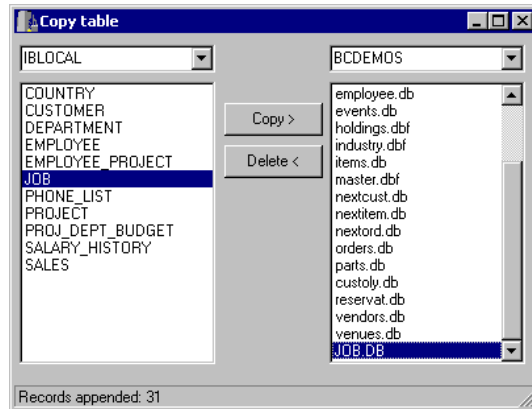 Copy table
IBLOCAL
COUNTRY
CUSTOMER
DEPARTMENT
EMPLOYEE
EMPLOYEE_PROJECT
JOB
PHONE_LIST
PROJECT
PROJ_DEPT_BUDGET
SALARY_HISTORY
SALES
Copy >
Delete <
BCDEMOS
employee.db
events.db
holdings.dbf
industry.dbf
items.db
master.dbf
nextcust.db
nextitem.db
nextord.db
orders.db
parts.db
custoly.db
reservat.db
vendors.db
venues.db
JOB.DB
Records appended: 31